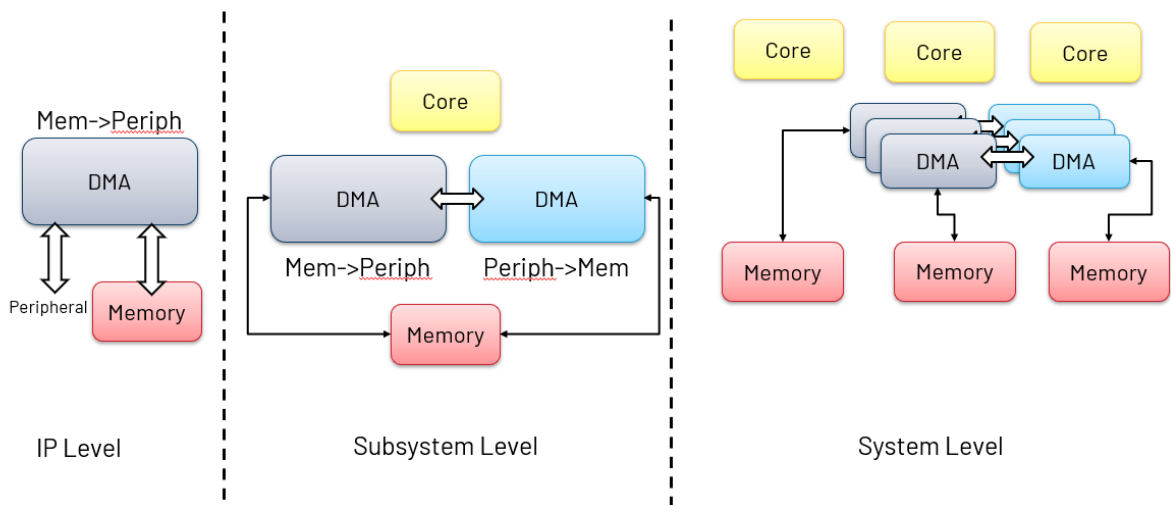 Mem->Periph
DMA
Peripheral
Memory
IP Level
Core
DMA
DMA
Mem->Periph
Periph->Mem
Memory
Subsystem Level
Core
Core
Core
DMA
DMA
Memory
Memory
Memory
System Level